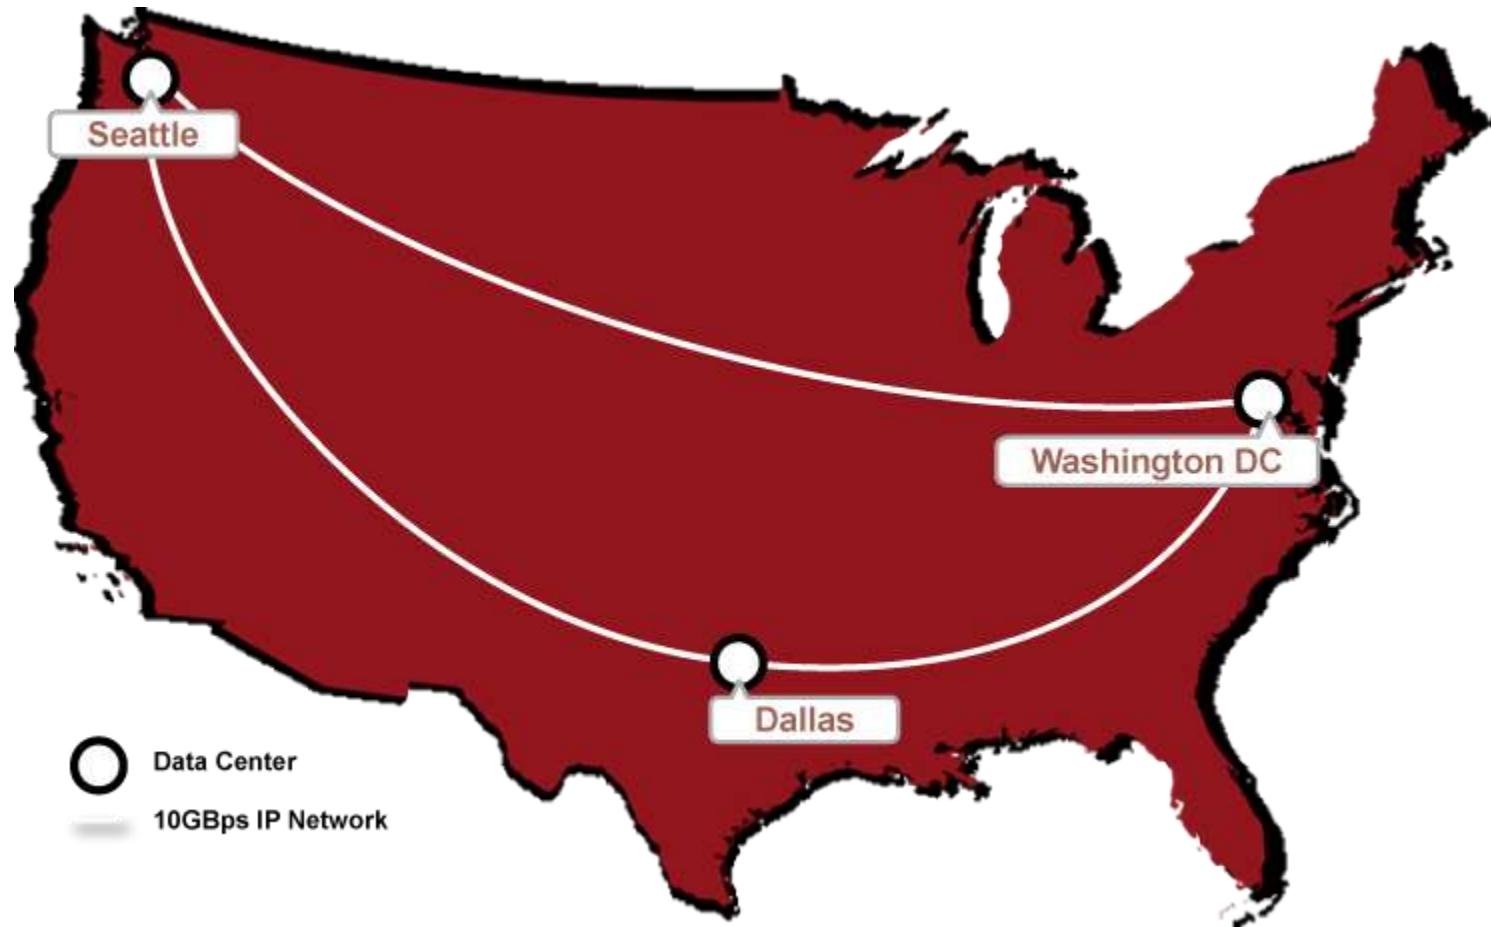 Seattle
Washington DC
Dallas
Data Center
10GBps IP Network